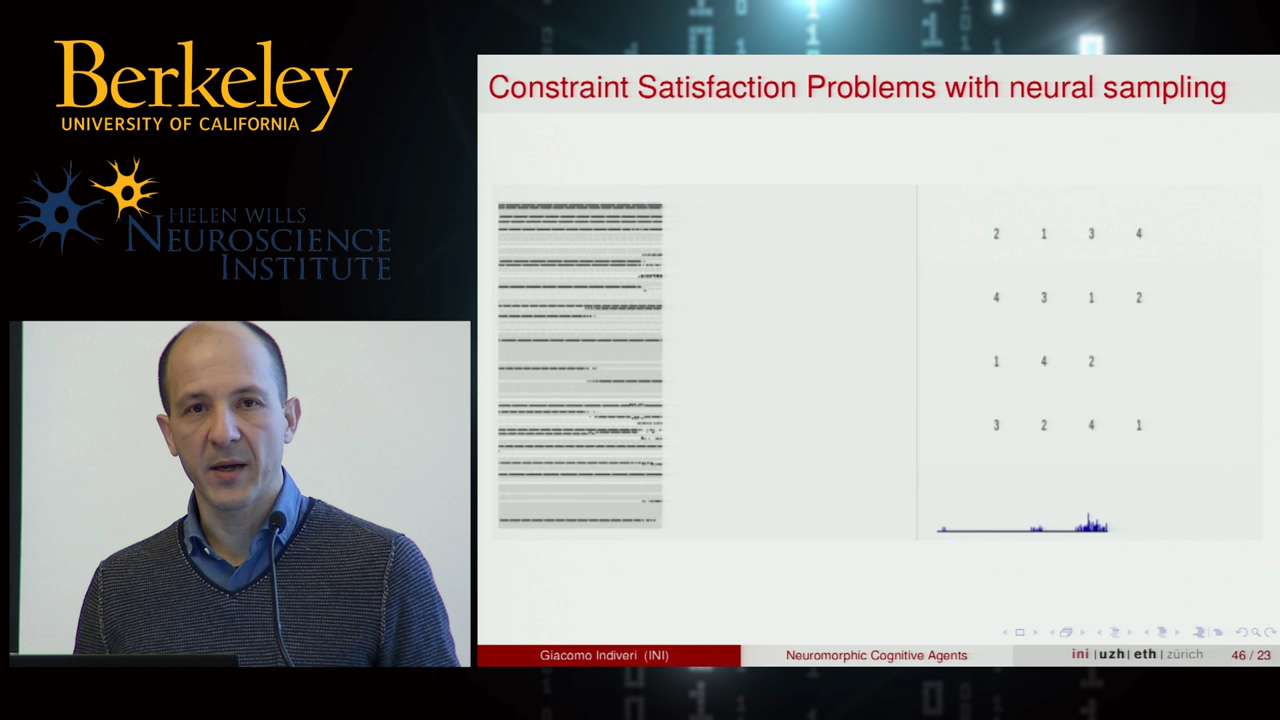 Berkeley
UNIVERSITY OF CALIFORNIA
HELEN WILLS
NEUROSCIENCE
INSTITUTE
Constraint Satisfaction Problems with neural sampling
2 1 3 4
4 3 1 2
1 4 2
3 2 4 1
Giacomo Indiveri (INI)
Neuromorphic Cognitive Agents
ini | uzh | eth | zürich
46 / 23